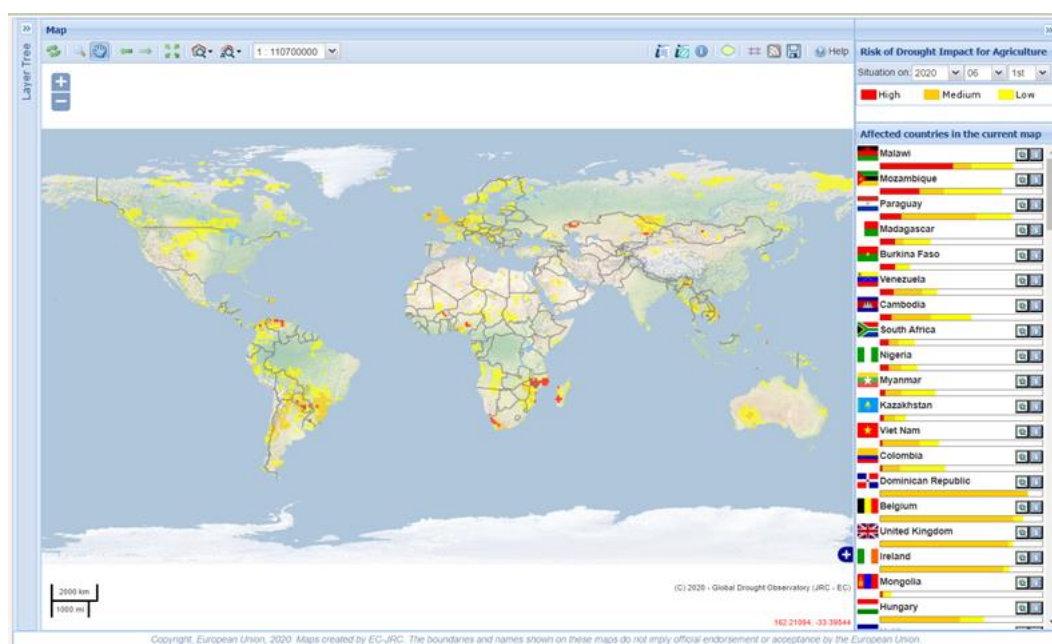 Map
Layer Tree
1 : 110700000
Help
Risk of Drought Impact for Agriculture
Situation on: 2020 06 1st
High Medium Low
Affected countries in the current map
Malawi
Mozambique
Paraguay
Madagascar
Burkina Faso
Venezuela
Cambodia
South Africa
Nigeria
Myanmar
Kazakhstan
Viet Nam
Colombia
Dominican Republic
Belgium
United Kingdom
Ireland
Mongolia
Hungary
2000 km
1000 mi
(C) 2020 - Global Drought Observatory (JRC - EC)
162.21094, -33.39844
Copyright, European Union, 2020. Maps created by EC-JRC. The boundaries and names shown on these maps do not imply official endorsement or acceptance by the European Union.